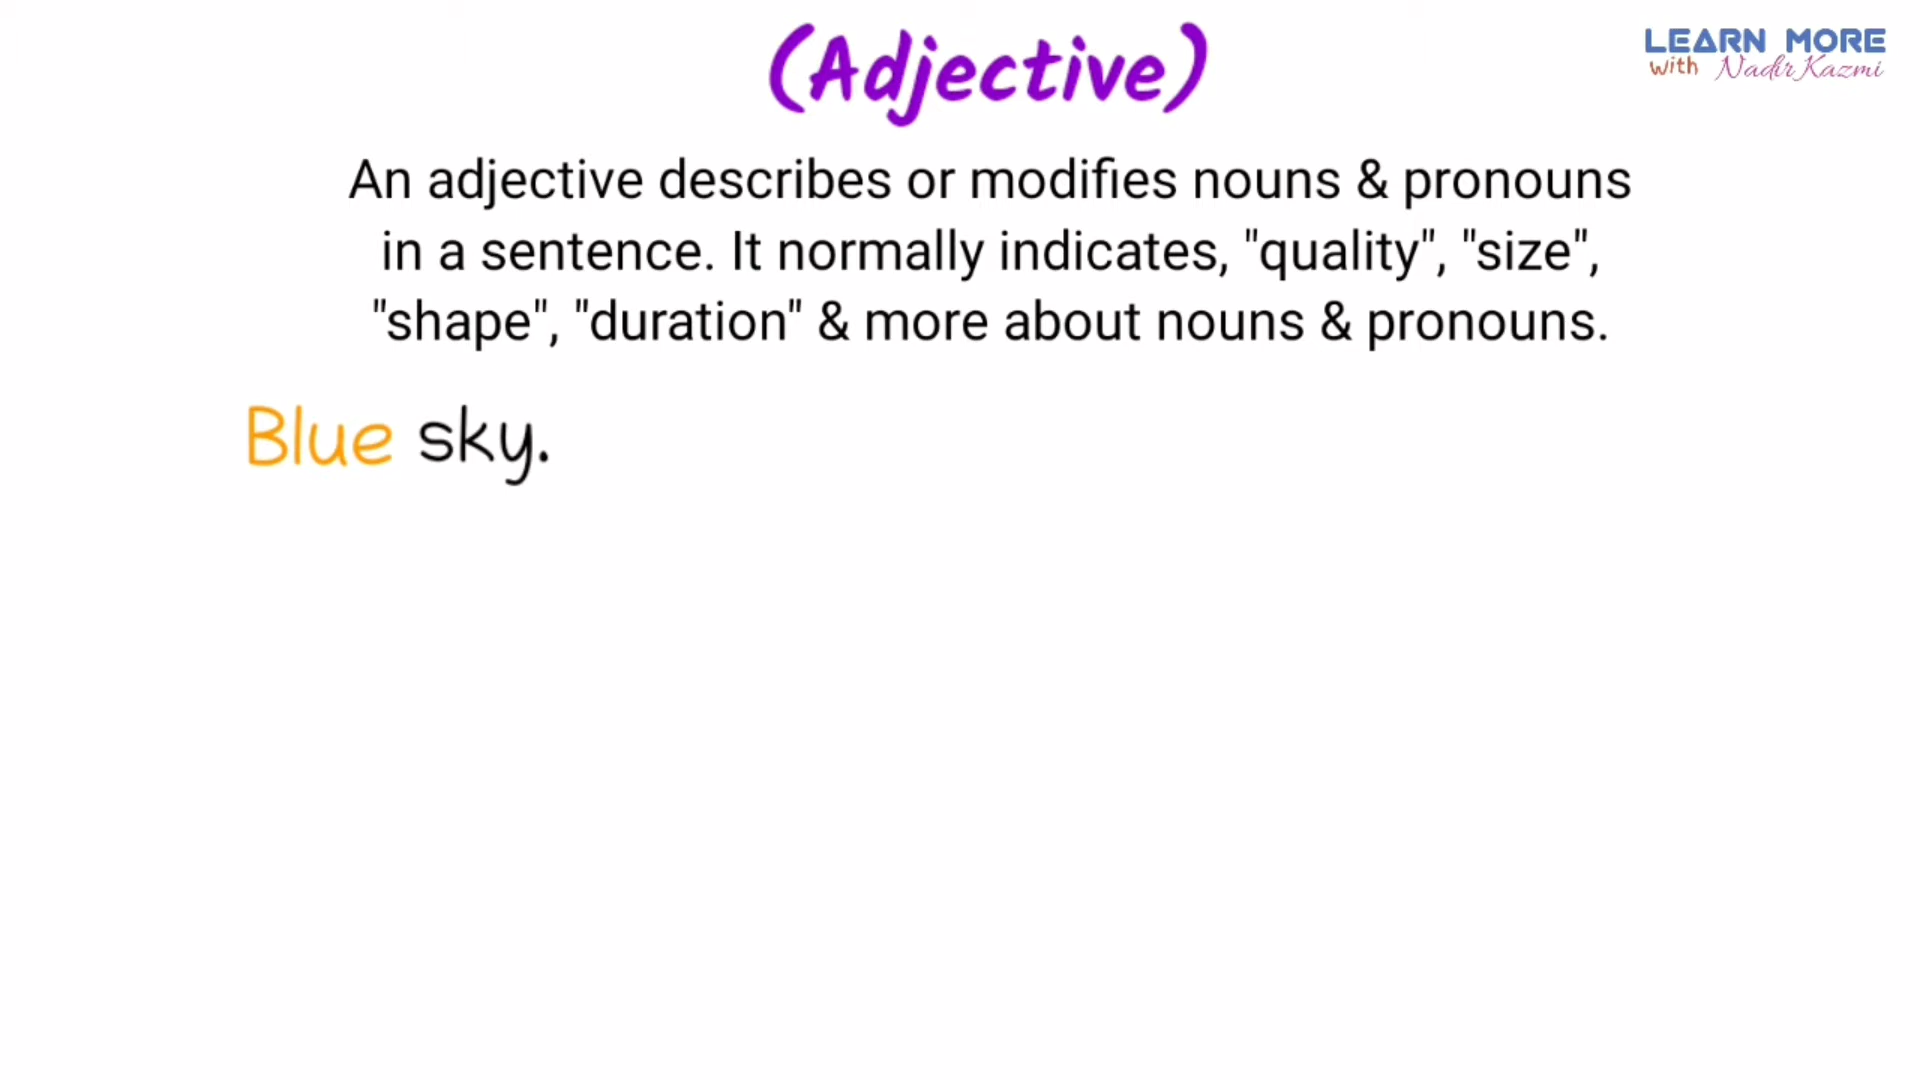 (Adjective)
LEARN MORE
with Nadir Kazmi
An adjective describes or modifies nouns & pronouns
in a sentence. It normally indicates, "quality", "size",
"shape", "duration" & more about nouns & pronouns.
Blue sky.